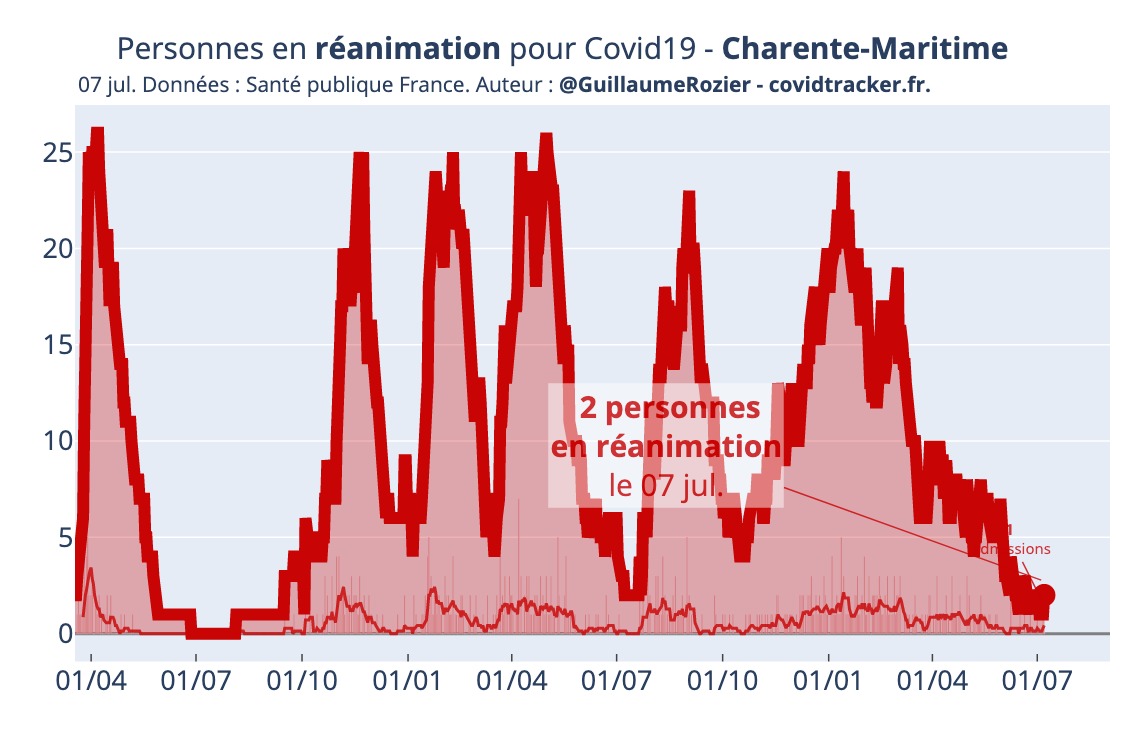 Personnes en réanimation pour Covid19 - Charente-Maritime
07 jul. Données : Santé publique France. Auteur : @GuillaumeRozier - covidtracker.fr.
25
20
15
10
5
0
2 personnes
en réanimation
le 07 jul.
1
01/04 01/07 01/10 01/01 01/04 01/07 01/10 01/01 01/04 01/07